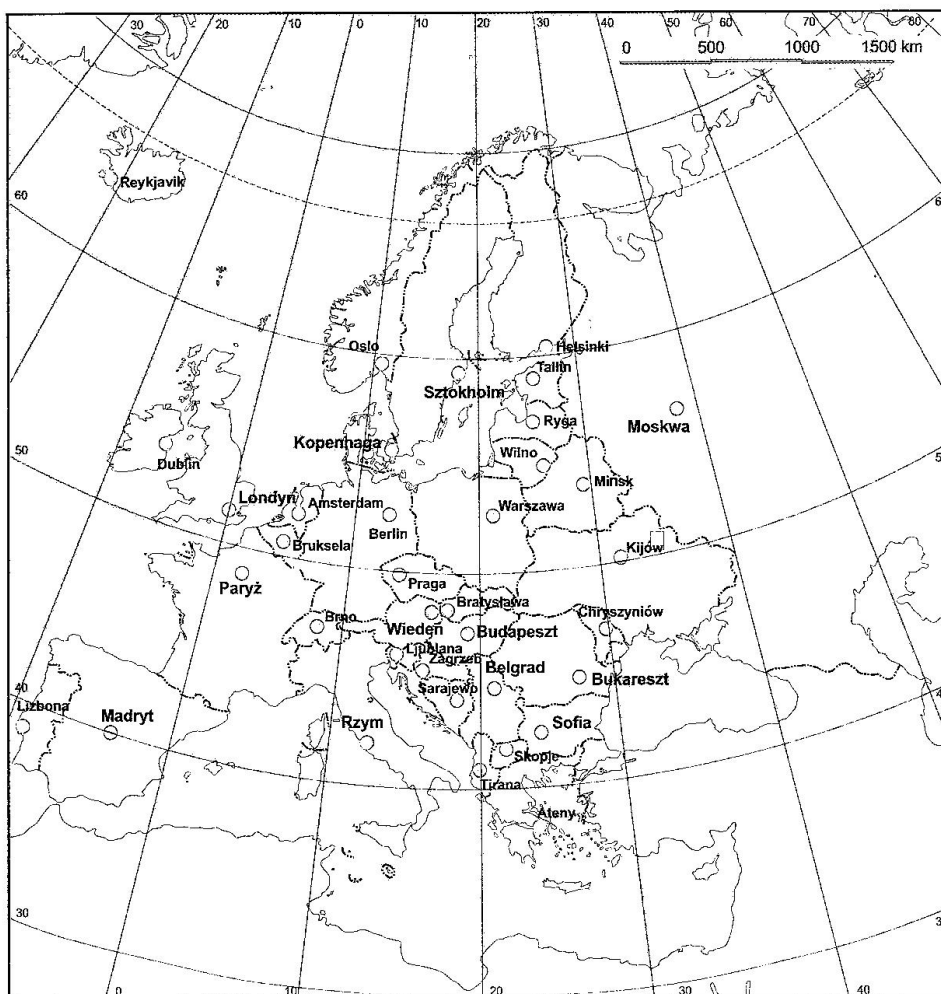 30
20
10
0
10
20
30
40
50
60
70
80
0 500 1000 1500 km
Reykjavik
60
Oslo
Helsinki
Tallin
Sztokholm
Ryga
Moskwa
Kopenhaga
Wilno
Dublin
50
Mińsk
Londyn
Amsterdam
Warszawa
Berlin
Bruksela
Kijów
Praga
Paryż
Bratysława
Chryszyniów
Brno
Wiedeń
Budapeszt
Ljublana
Zagrzeb
Belgrad
Bukareszt
Sarajewo
40
Lizbona
Madryt
Rzym
Sofia
Skopje
Tirana
Ateny
30
0
10
20
30
40